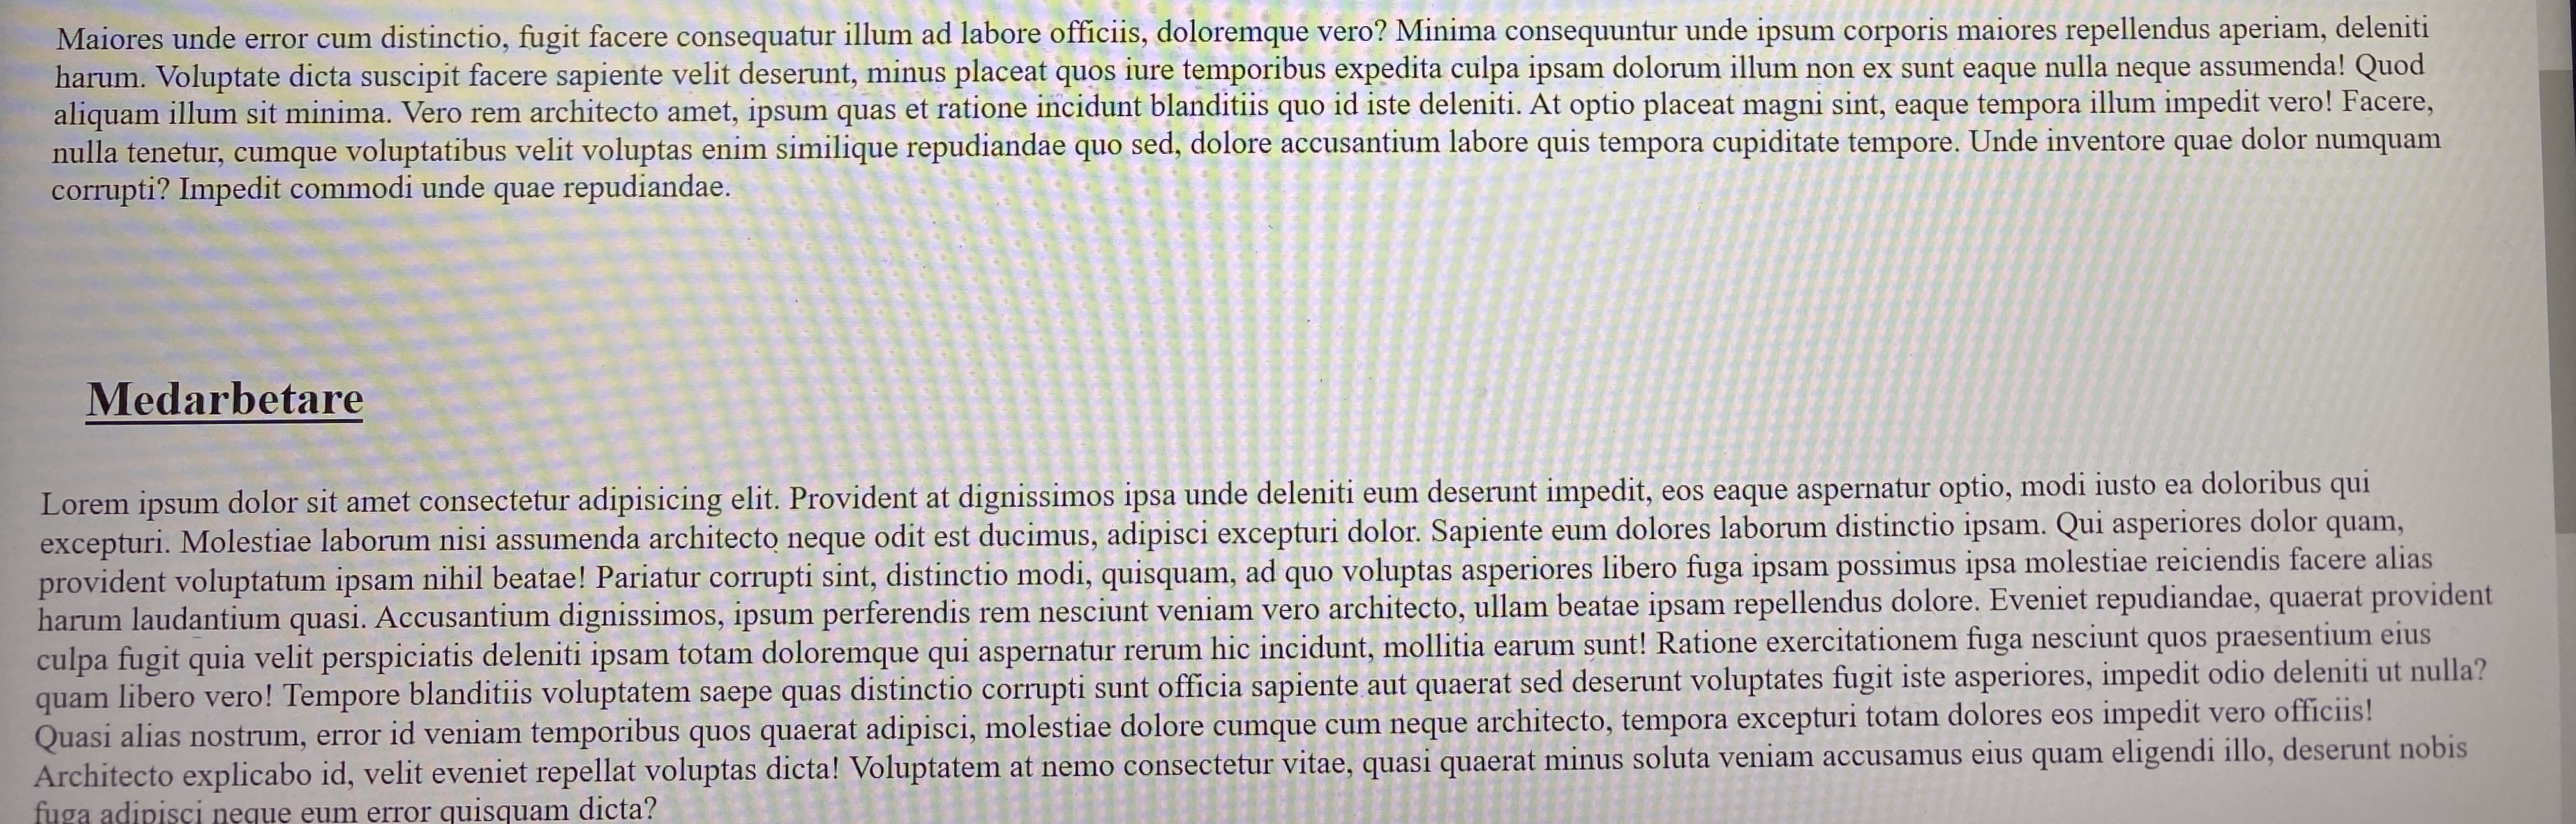 Maiores unde error cum distinctio, fugit facere consequatur illum ad labore officiis, doloremque vero? Minima consequuntur unde ipsum corporis maiores repellendus aperiam, deleniti
harum. Voluptate dicta suscipit facere sapiente velit deserunt, minus placeat quos iure temporibus expedita culpa ipsam dolorum illum non ex sunt eaque nulla neque assumenda! Quod
aliquam illum sit minima. Vero rem architecto amet, ipsum quas et ratione incidunt blanditiis quo id iste deleniti. At optio placeat magni sint, eaque tempora illum impedit vero! Facere,
nulla tenetur, cumque voluptatibus velit voluptas enim similique repudiandae quo sed, dolore accusantium labore quis tempora cupiditate tempore. Unde inventore quae dolor numquam
corrupti? Impedit commodi unde quae repudiandae.
Medarbetare
Lorem ipsum dolor sit amet consectetur adipisicing elit. Provident at dignissimos ipsa unde deleniti eum deserunt impedit, eos eaque aspernatur optio, modi iusto ea doloribus qui
excepturi. Molestiae laborum nisi assumenda architecto neque odit est ducimus, adipisci excepturi dolor. Sapiente eum dolores laborum distinctio ipsam. Qui asperiores dolor quam,
provident voluptatum ipsam nihil beatae! Pariatur corrupti sint, distinctio modi, quisquam, ad quo voluptas asperiores libero fuga ipsam possimus ipsa molestiae reiciendis facere alias
harum laudantium quasi. Accusantium dignissimos, ipsum perferendis rem nesciunt veniam vero architecto, ullam beatae ipsam repellendus dolore. Eveniet repudiandae, quaerat provident
culpa fugit quia velit perspiciatis deleniti ipsam totam doloremque qui aspernatur rerum hic incidunt, mollitia earum sunt! Ratione exercitationem fuga nesciunt quos praesentium eius
quam libero vero! Tempore blanditiis voluptatem saepe quas distinctio corrupti sunt officia sapiente aut quaerat sed deserunt voluptates fugit iste asperiores, impedit odio deleniti ut nulla?
Quasi alias nostrum, error id veniam temporibus quos quaerat adipisci, molestiae dolore cumque cum neque architecto, tempora excepturi totam dolores eos impedit vero officiis!
Architecto explicabo id, velit eveniet repellat voluptas dicta! Voluptatem at nemo consectetur vitae, quasi quaerat minus soluta veniam accusamus eius quam eligendi illo, deserunt nobis
fuga adipisci neque eum error quisquam dicta?